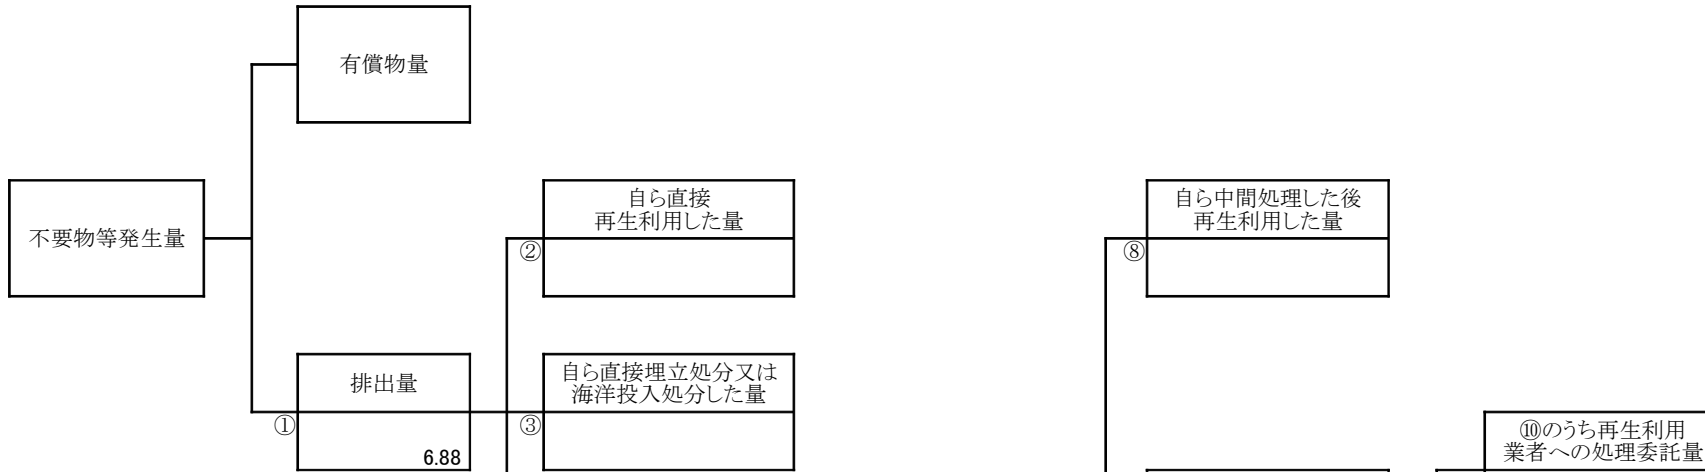 有償物量
不要物等発生量
自ら直接
再生利用した量
②
自ら中間処理した後
再生利用した量
⑧
排出量
①
6.88
自ら直接埋立処分又は
海洋投入処分した量
③
⑩のうち再生利用
業者への処理委託量